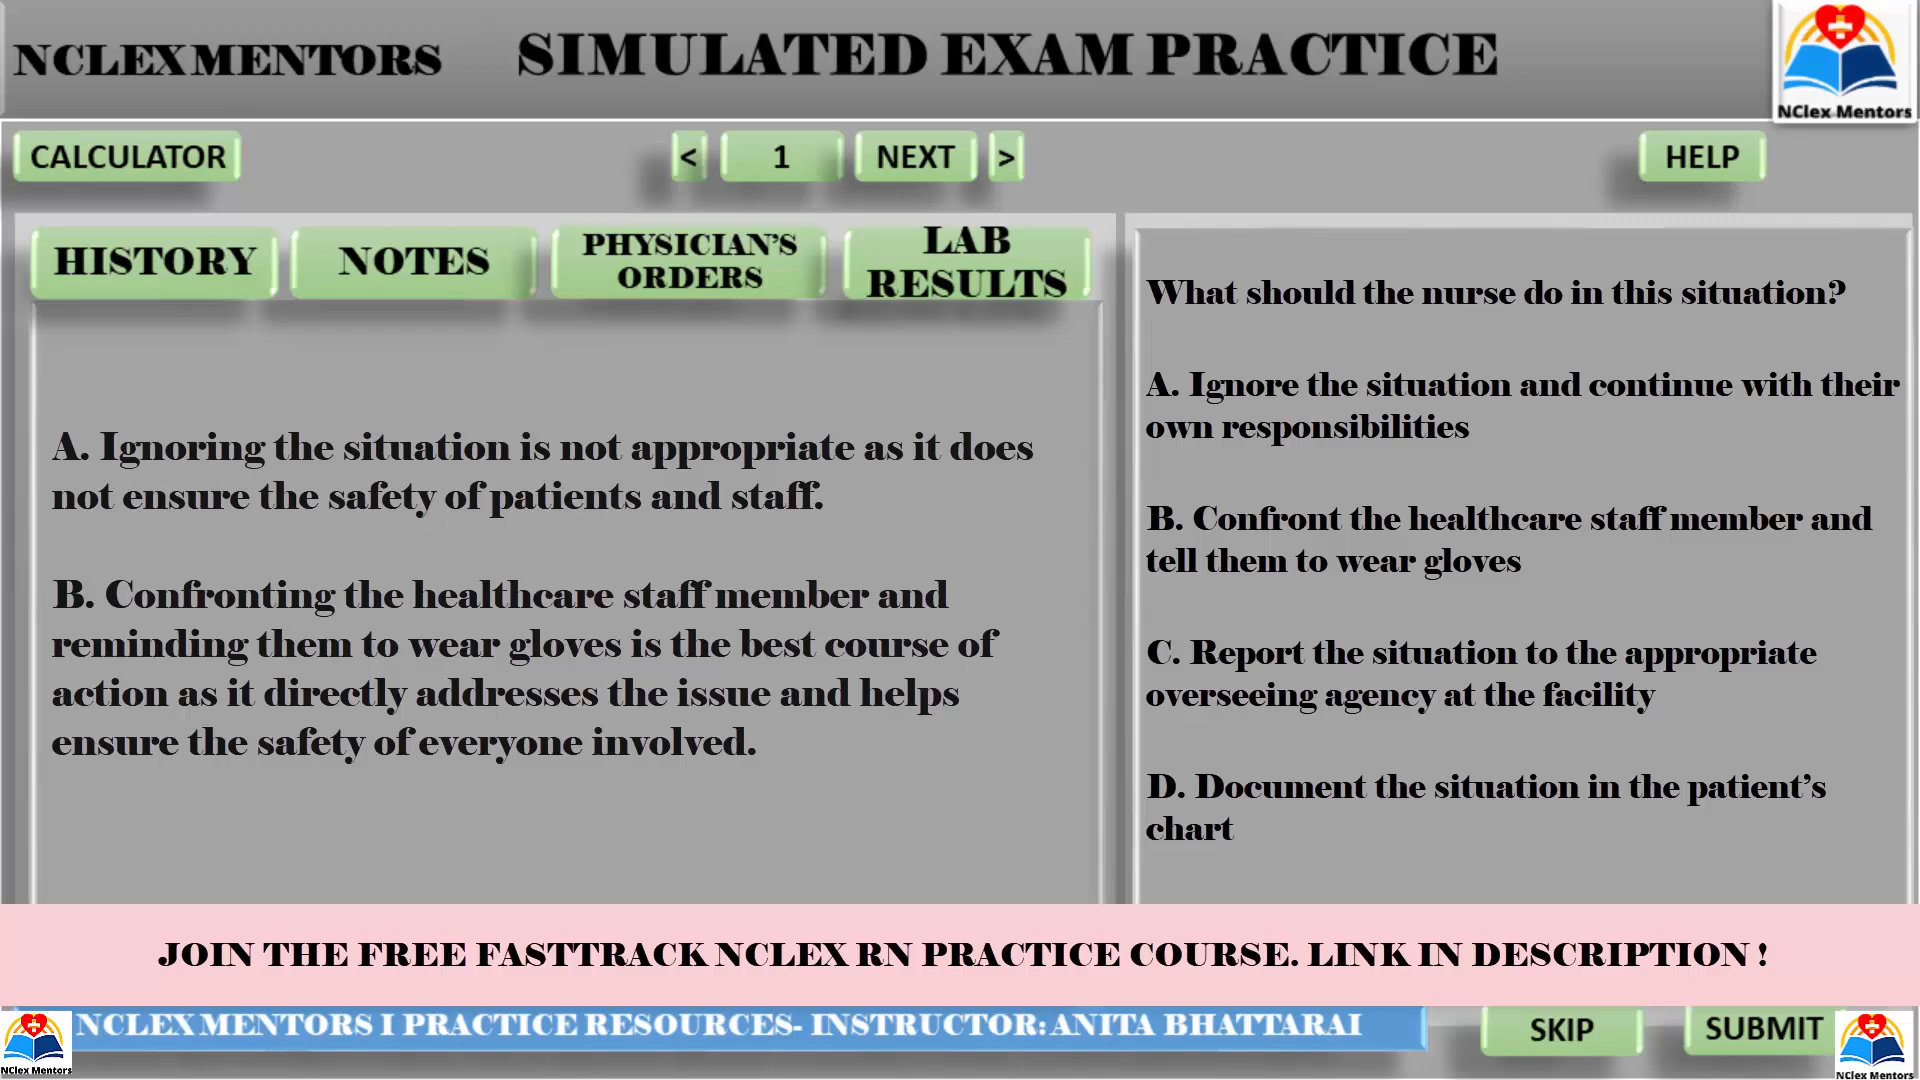 NCLEX MENTORS
SIMULATED EXAM PRACTICE
NClex Mentors
CALCULATOR
<
1
NEXT
>
HELP
HISTORY
NOTES
PHYSICIAN'S
ORDERS
LAB
RESULTS
A. Ignoring the situation is not appropriate as it does
not ensure the safety of patients and staff.
B. Confronting the healthcare staff member and
reminding them to wear gloves is the best course of
action as it directly addresses the issue and helps
ensure the safety of everyone involved.
What should the nurse do in this situation?
A. Ignore the situation and continue with their
own responsibilities
B. Confront the healthcare staff member and
tell them to wear gloves
C. Report the situation to the appropriate
overseeing agency at the facility
D. Document the situation in the patient's
chart
JOIN THE FREE FASTTRACK NCLEX RN PRACTICE COURSE. LINK IN DESCRIPTION !
NClex Mentors
NCLEX MENTORS I PRACTICE RESOURCES- INSTRUCTOR: ANITA BHATTARAI
SKIP
SUBMIT
NClex Mentors